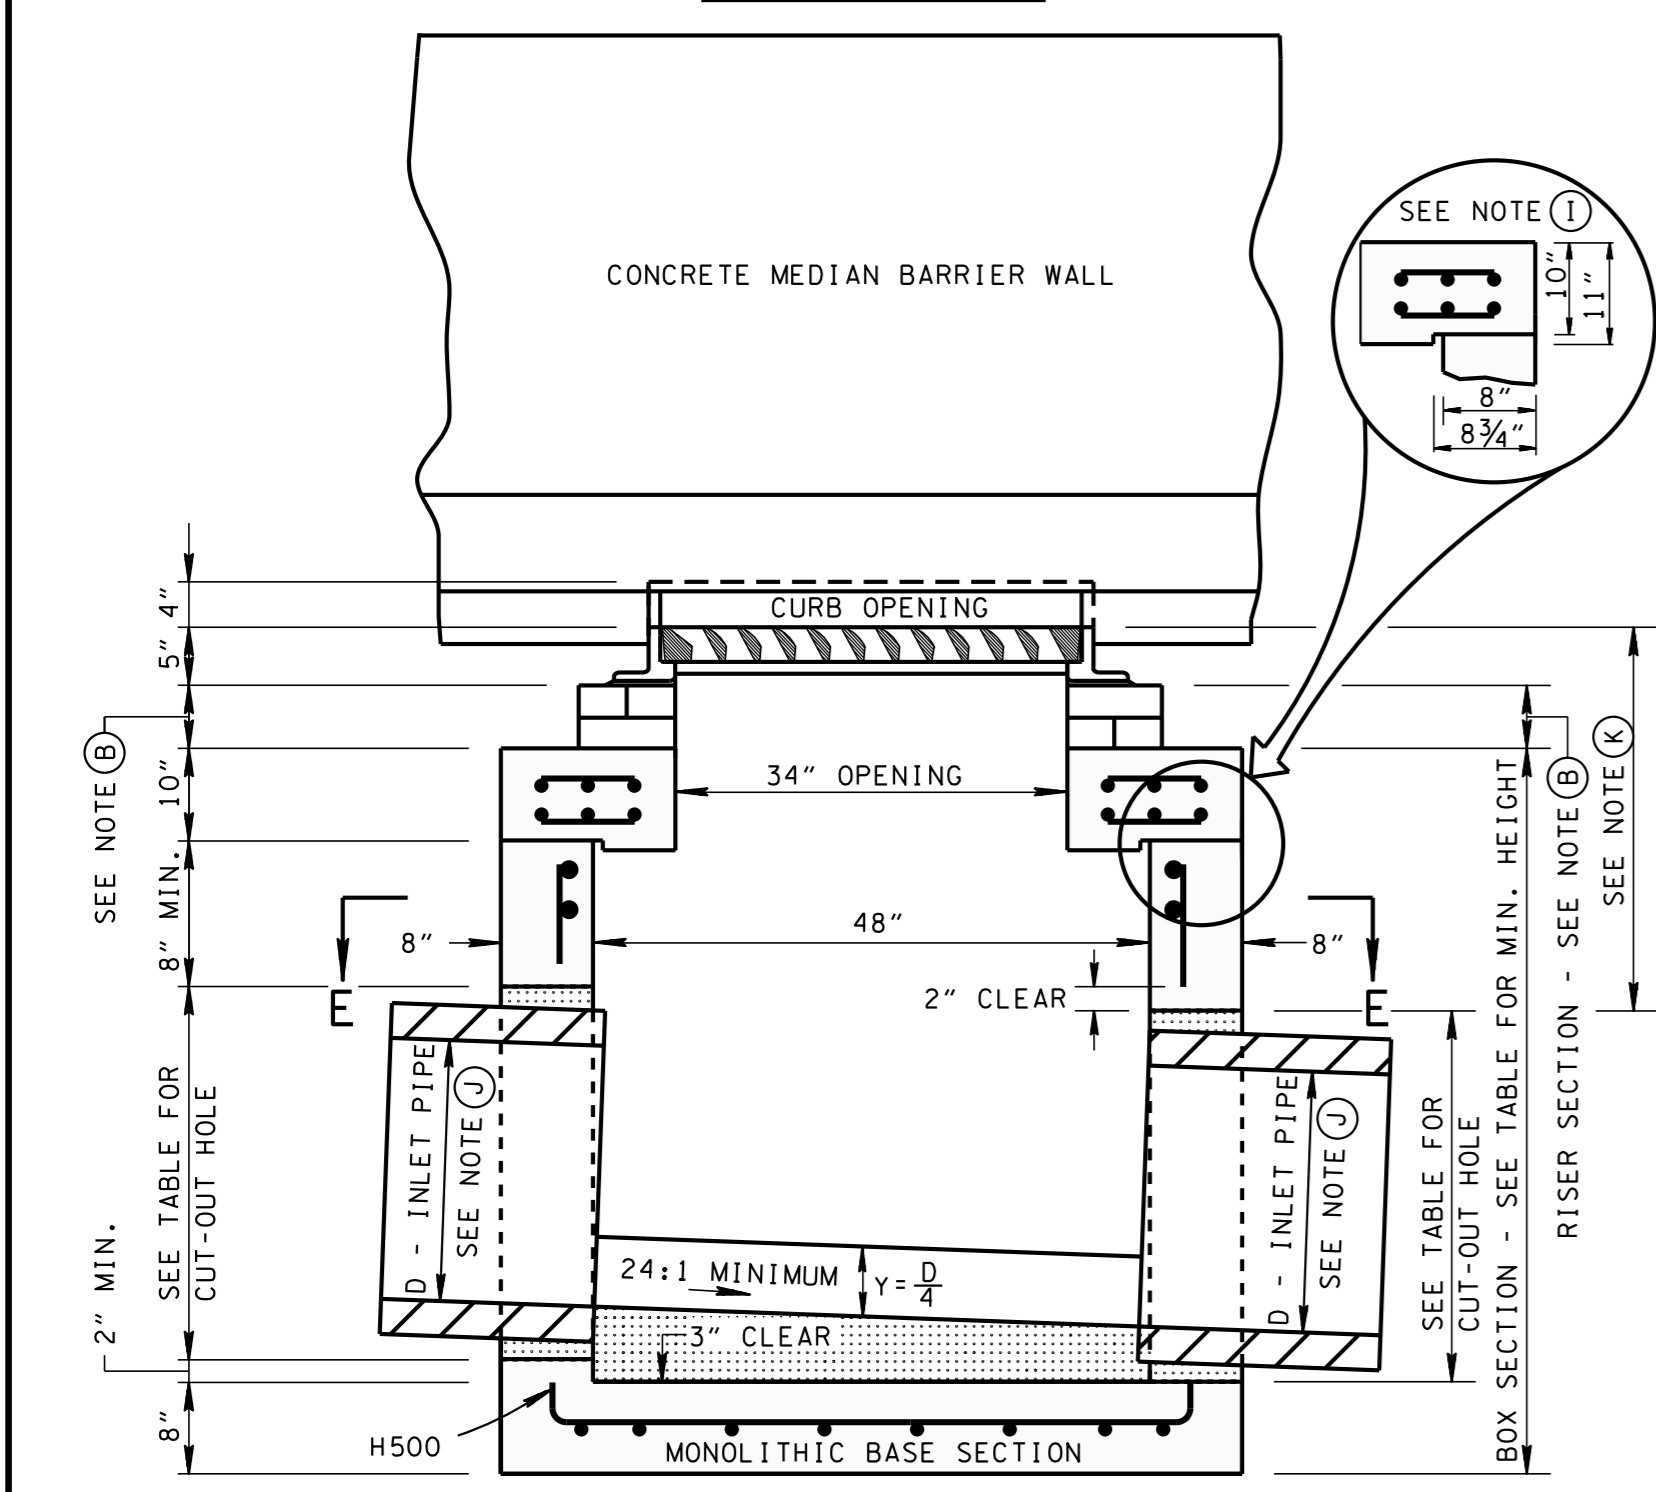 CONCRETE MEDIAN BARRIER WALL
SEE NOTE I
10"
11"
8"
8 3/4"
4"
5"
SEE NOTE B
10"
8" MIN.
SEE TABLE FOR
CUT-OUT HOLE
2" MIN.
8"
CURB OPENING
34" OPENING
8"
48"
8"
E
E
2" CLEAR
D - INLET PIPE
SEE NOTE J
D - INLET PIPE
SEE NOTE J
24:1 MINIMUM
Y = D/4
3" CLEAR
H500
MONOLITHIC BASE SECTION
SEE TABLE FOR
CUT-OUT HOLE
BOX SECTION - SEE TABLE FOR MIN. HEIGHT
RISER SECTION - SEE NOTE B
SEE NOTE K